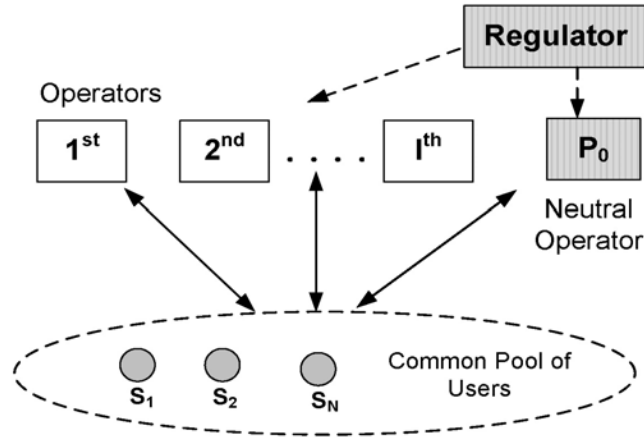 Regulator
Operators
1st 2nd ..... Ith P0
Neutral
Operator
Common Pool of
Users
S1 S2 SN